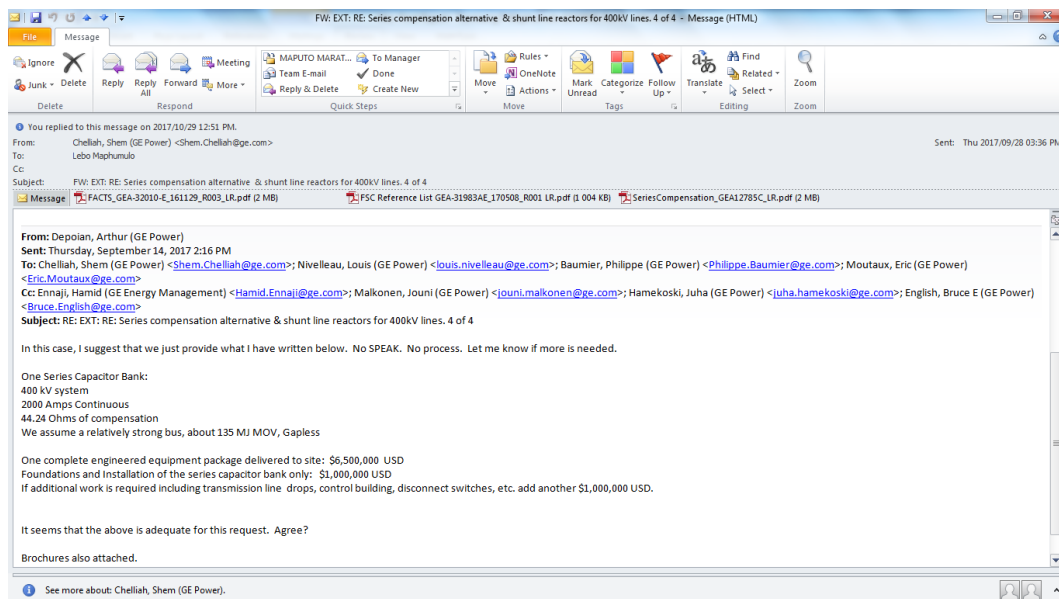 FW: EXT: RE: Series compensation alternative & shunt line reactors for 400kV lines. 4 of 4 - Message (HTML)
File Message
Ignore Meeting MAPUTO MARAT... To Manager Rules Find
Team E-mail Done OneNote Related
Junk Delete Reply Reply All Forward More Reply & Delete Create New Move Actions Mark Unread Categorize Follow Up Translate Select Zoom
Delete Respond Quick Steps Move Tags Editing Zoom
You replied to this message on 2017/10/29 12:51 PM.
From: Chelliah, Shem (GE Power) <Shem.Chelliah@ge.com> Sent: Thu 2017/09/28 03:36 PM
To: Lebo Maphumulo
Cc:
Subject: FW: EXT: RE: Series compensation alternative & shunt line reactors for 400kV lines. 4 of 4
Message FACTS_GEA-32010-E_161129_R003_LR.pdf (2 MB) FSC Reference List GEA-31983AE_170508_R001 LR.pdf (1 004 KB) SeriesCompensation_GEA12785C_LR.pdf (2 MB)
From: Depoian, Arthur (GE Power)
Sent: Thursday, September 14, 2017 2:16 PM
To: Chelliah, Shem (GE Power) <Shem.Chelliah@ge.com>; Nivelleau, Louis (GE Power) <louis.nivelleau@ge.com>; Baumier, Philippe (GE Power) <Philippe.Baumier@ge.com>; Moutaux, Eric (GE Power)
<Eric.Moutaux@ge.com>
Cc: Ennaji, Hamid (GE Energy Management) <Hamid.Ennaji@ge.com>; Malkonen, Jouni (GE Power) <jouni.malkonen@ge.com>; Hamekoski, Juha (GE Power) <juha.hamekoski@ge.com>; English, Bruce E (GE Power)
<Bruce.English@ge.com>
Subject: RE: EXT: RE: Series compensation alternative & shunt line reactors for 400kV lines. 4 of 4
In this case, I suggest that we just provide what I have written below. No SPEAK. No process. Let me know if more is needed.
One Series Capacitor Bank:
400 kV system
2000 Amps Continuous
44.24 Ohms of compensation
We assume a relatively strong bus, about 135 MJ MOV, Gapless
One complete engineered equipment package delivered to site: $6,500,000 USD
Foundations and Installation of the series capacitor bank only: $1,000,000 USD
If additional work is required including transmission line drops, control building, disconnect switches, etc. add another $1,000,000 USD.
It seems that the above is adequate for this request. Agree?
Brochures also attached.
See more about: Chelliah, Shem (GE Power).